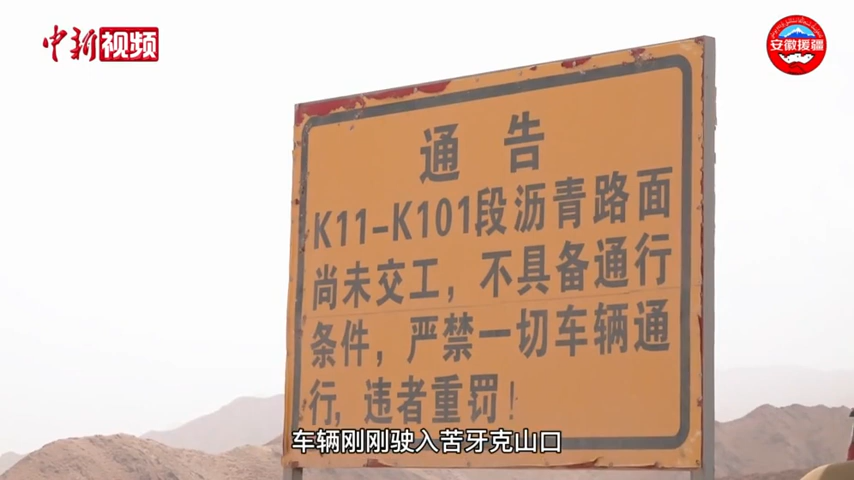 中新视频
安徽援疆
通告
K11-K101段沥青路面
尚未交工，不具备通行
条件，严禁一切车辆通
行，违者重罚！
车辆刚刚驶入苦牙克山口